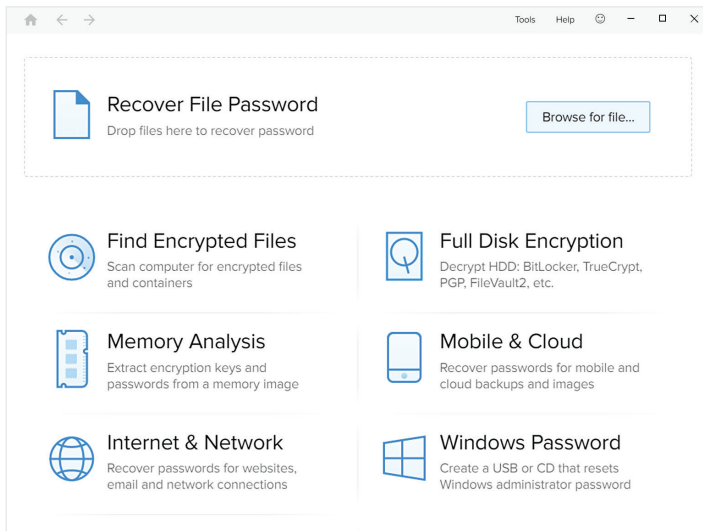 Tools Help
Recover File Password
Drop files here to recover password
Browse for file...
Find Encrypted Files
Scan computer for encrypted files
and containers
Full Disk Encryption
Decrypt HDD: BitLocker, TrueCrypt,
PGP, FileVault2, etc.
Memory Analysis
Extract encryption keys and
passwords from a memory image
Mobile & Cloud
Recover passwords for mobile and
cloud backups and images
Internet & Network
Recover passwords for websites,
email and network connections
Windows Password
Create a USB or CD that resets
Windows administrator password